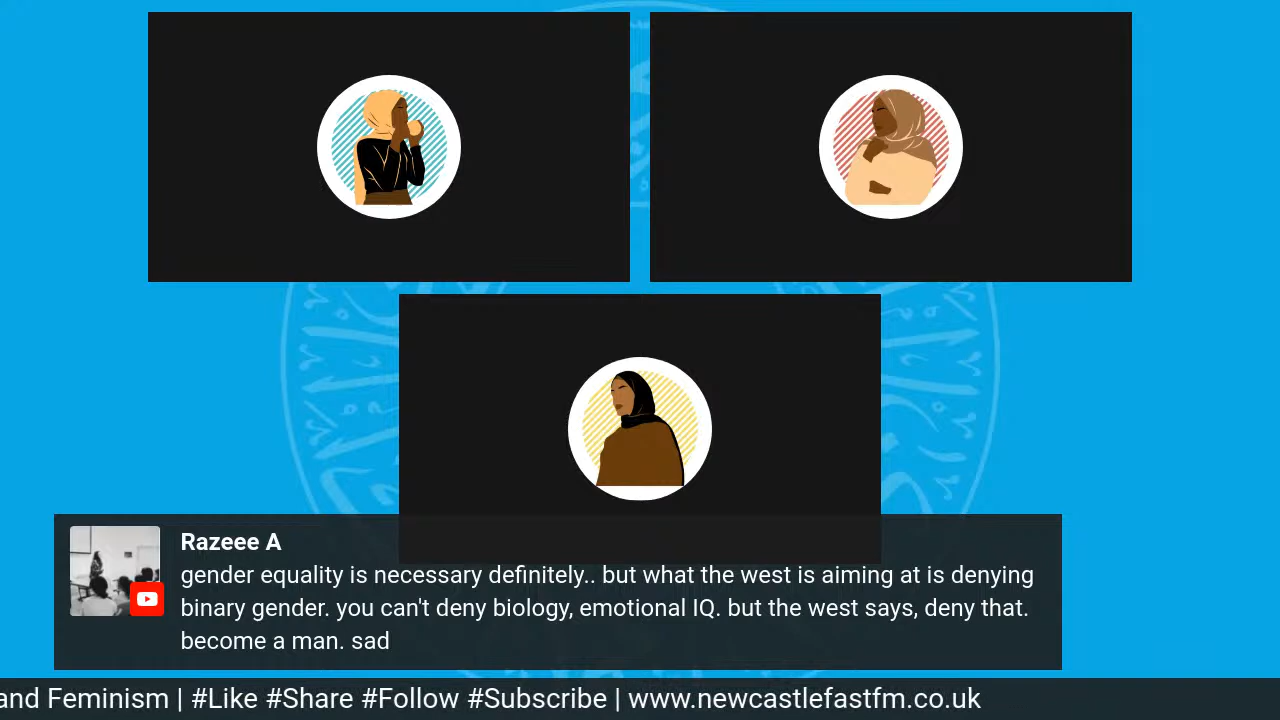 Razeee A
gender equality is necessary definitely.. but what the west is aiming at is denying
binary gender. you can't deny biology, emotional IQ. but the west says, deny that.
become a man. sad
and Feminism | #Like #Share #Follow #Subscribe | www.newcastlefastfm.co.uk